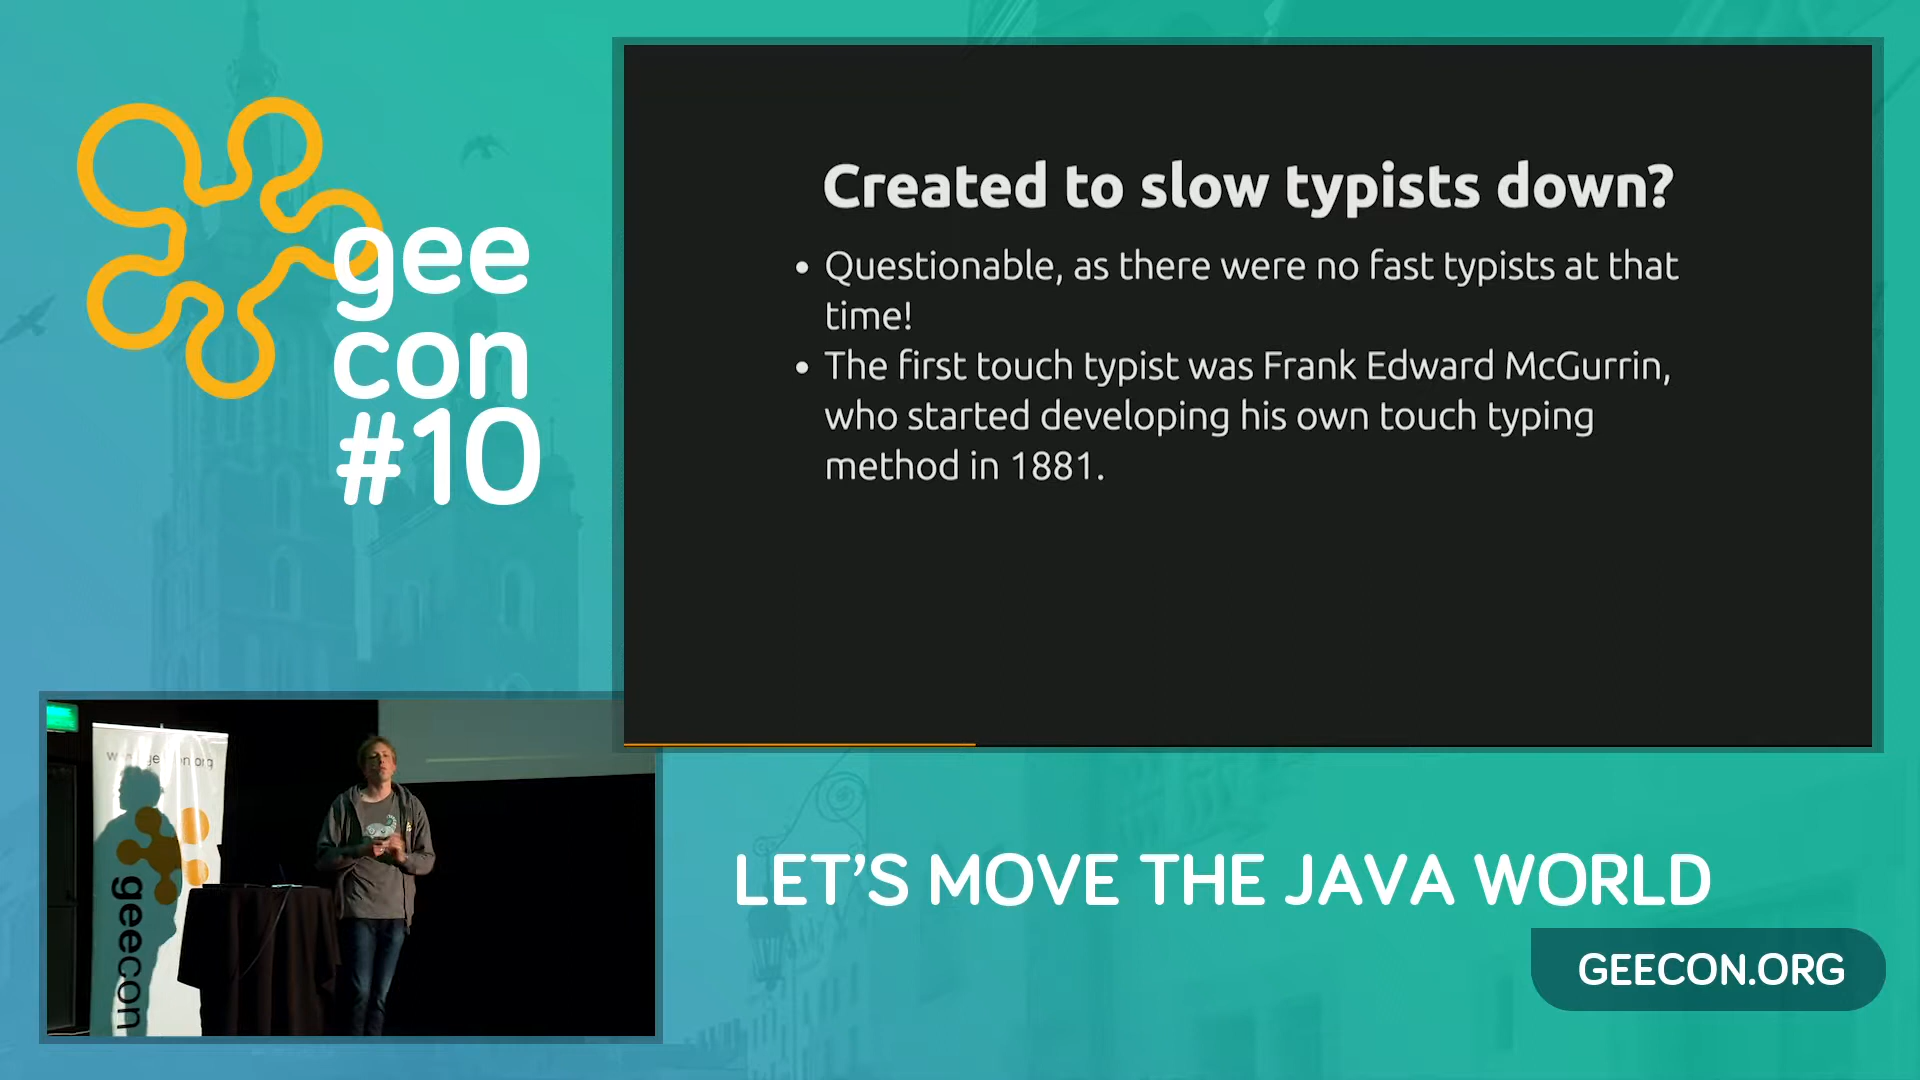 gee
con
#10
Created to slow typists down?
• Questionable, as there were no fast typists at that
time!
• The first touch typist was Frank Edward McGurrin,
who started developing his own touch typing
method in 1881.
geecon
LET'S MOVE THE JAVA WORLD
GEECON.ORG